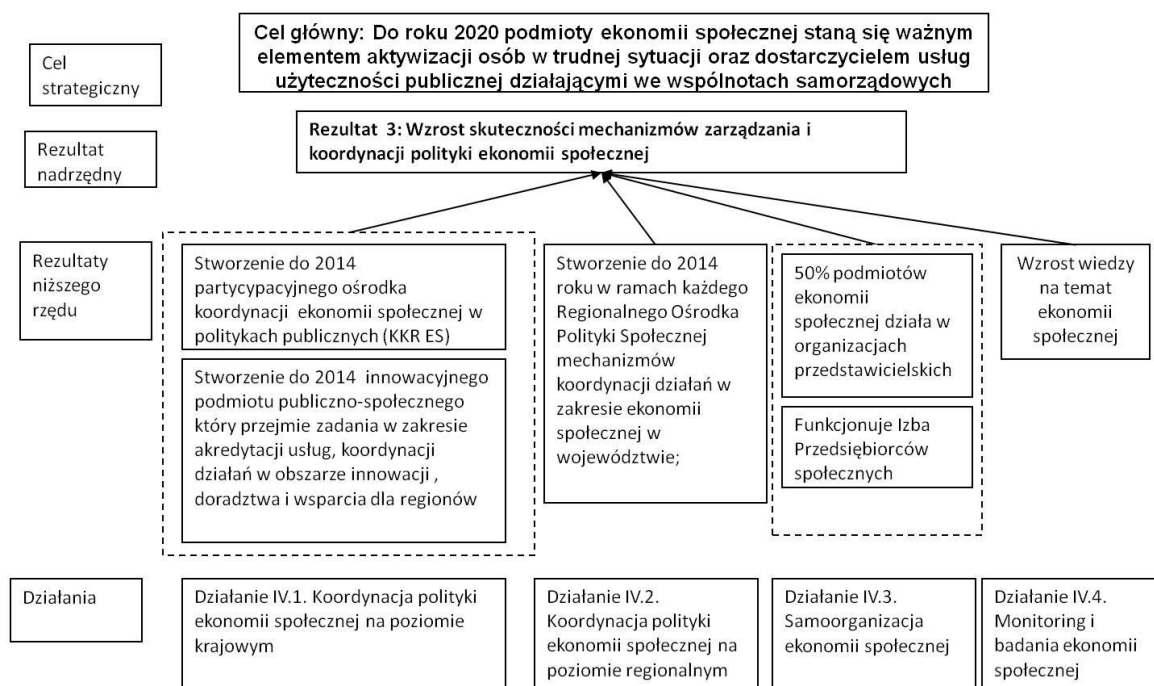 Cel
strategiczny
Cel główny: Do roku 2020 podmioty ekonomii społecznej staną się ważnym
elementem aktywizacji osób w trudnej sytuacji oraz dostarczycielem usług
użyteczności publicznej działającymi we wspólnotach samorządowych
Rezultat
nadrzędny
Rezultat 3: Wzrost skuteczności mechanizmów zarządzania i
koordynacji polityki ekonomii społecznej
Rezultaty
niższego
rzędu
Stworzenie do 2014
partycypacyjnego ośrodka
koordynacji ekonomii społecznej w
politykach publicznych (KKR ES)
Stworzenie do 2014 innowacyjnego
podmiotu publiczno-społecznego
który przejmie zadania w zakresie
akredytacji usług, koordynacji
działań w obszarze innowacji ,
doradztwa i wsparcia dla regionów
Stworzenie do 2014
roku w ramach każdego
Regionalnego Ośrodka
Polityki Społecznej
mechanizmów
koordynacji działań w
zakresie ekonomii
społecznej w
województwie;
50% podmiotów
ekonomii
społecznej działa w
organizacjach
przedstawicielskich
Funkcjonuje Izba
Przedsiębiorców
społecznych
Wzrost wiedzy
na temat
ekonomii
społecznej
Działania
Działanie IV.1. Koordynacja polityki
ekonomii społecznej na poziomie
krajowym
Działanie IV.2.
Koordynacja polityki
ekonomii społecznej na
poziomie regionalnym
Działanie IV.3.
Samoorganizacja
ekonomii społecznej
Działanie IV.4.
Monitoring i
badania ekonomii
społecznej